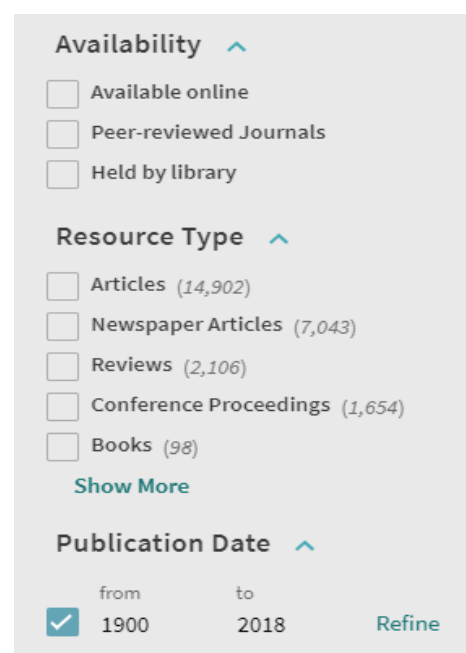 Availability
Available online
Peer-reviewed Journals
Held by library
Resource Type
Articles (14,902)
Newspaper Articles (7,043)
Reviews (2,106)
Conference Proceedings (1,654)
Books (98)
Show More
Publication Date
from to
1900 2018 Refine